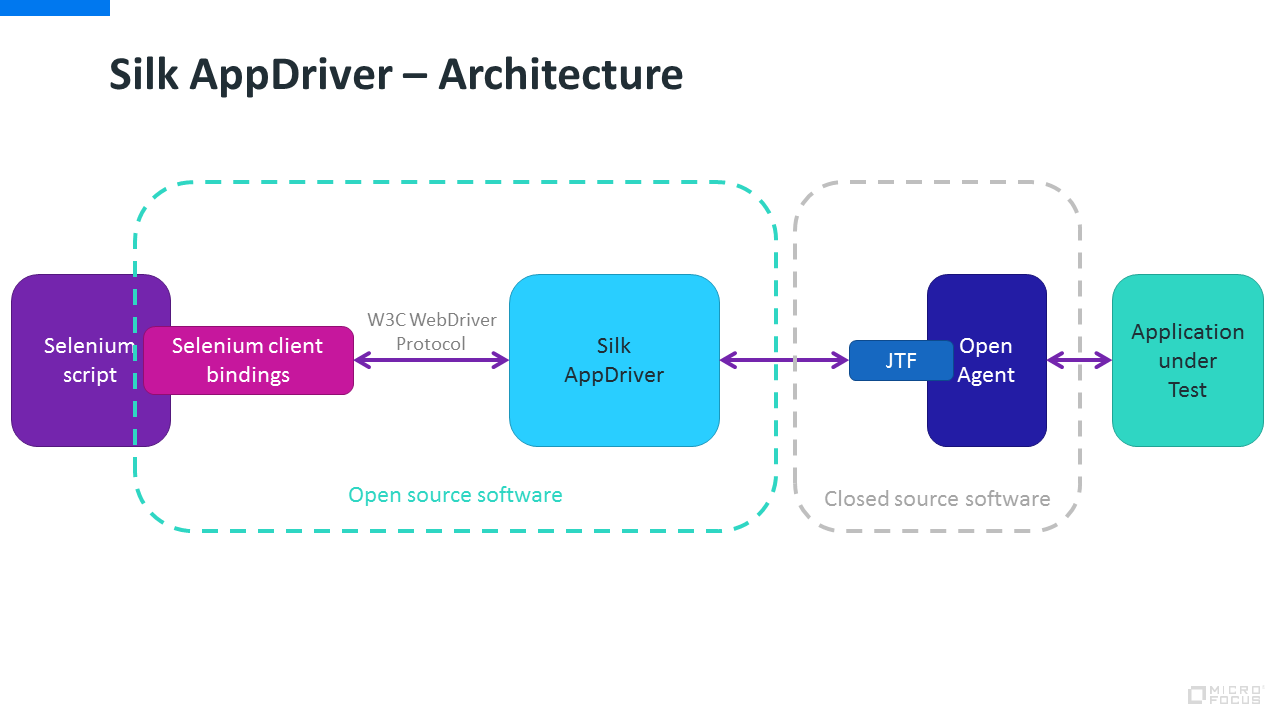 Silk AppDriver – Architecture
W3C WebDriver
Protocol
Selenium
script
Selenium client
bindings
Silk
AppDriver
JTF
Open
Agent
Application
under
Test
Open source software
Closed source software
MICRO
FOCUS